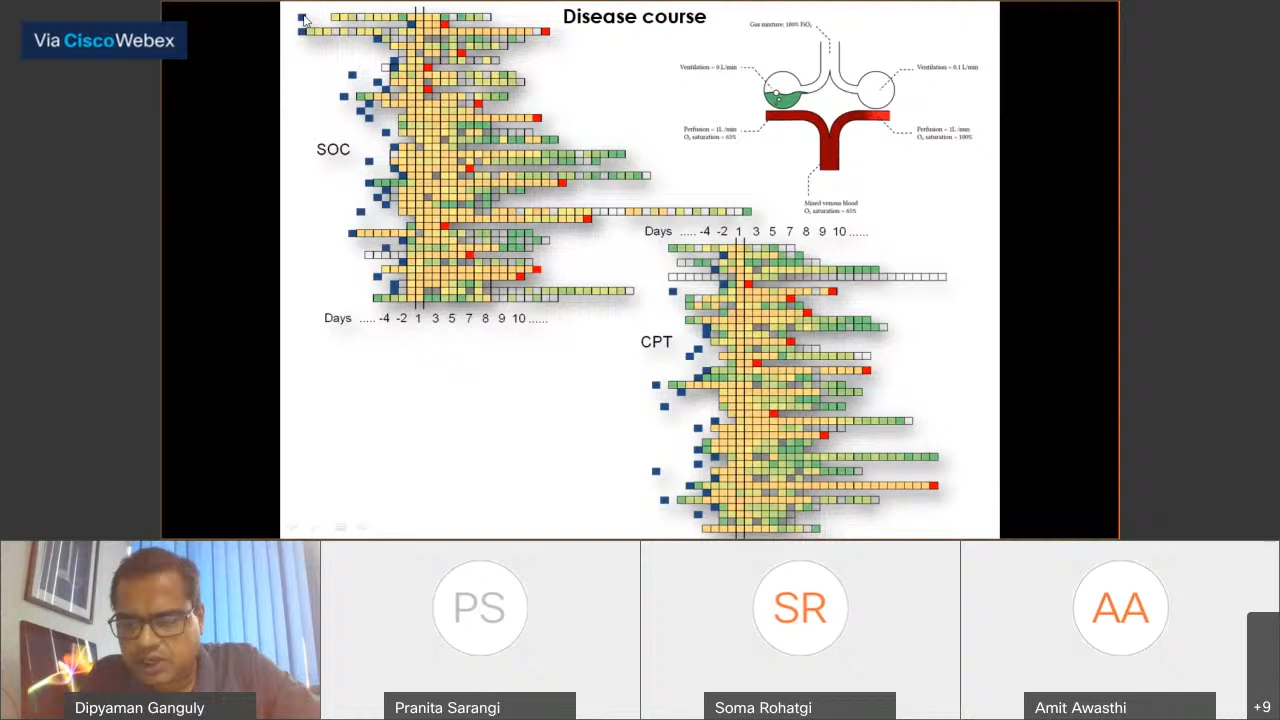 Via Cisco Webex
Disease course
Gas mixture: 100% FiO₂
Ventilation = 0 L/min
Ventilation = 0.1 L/min
Perfusion = 1L /min
O₂ saturation = 65%
Perfusion = 1L /min
O₂ saturation = 100%
Mixed venous blood
O₂ saturation = 65%
SOC
Days ..... -4 -2 1 3 5 7 8 9 10 ......
Days ..... -4 -2 1 3 5 7 8 9 10 ......
CPT
PS
SR
AA
Dipyaman Ganguly
Pranita Sarangi
Soma Rohatgi
Amit Awasthi
+9